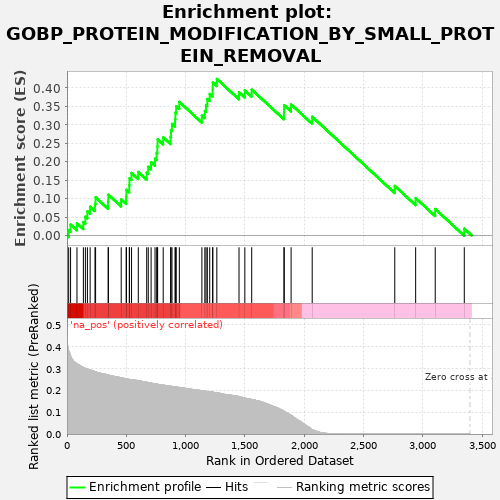 Enrichment plot:
GOBP_PROTEIN_MODIFICATION_BY_SMALL_PROT
EIN_REMOVAL
Enrichment score (ES)
0.40
0.35
0.30
0.25
0.20
0.15
0.10
0.05
0.00
'na_pos' (positively correlated)
Ranked list metric (PreRanked)
0.5
0.4
0.3
0.2
0.1
0.0
Zero cross at
0
500
1,000
1,500
2,000
2,500
3,000
3,500
Rank in Ordered Dataset
Enrichment profile
Hits
Ranking metric scores